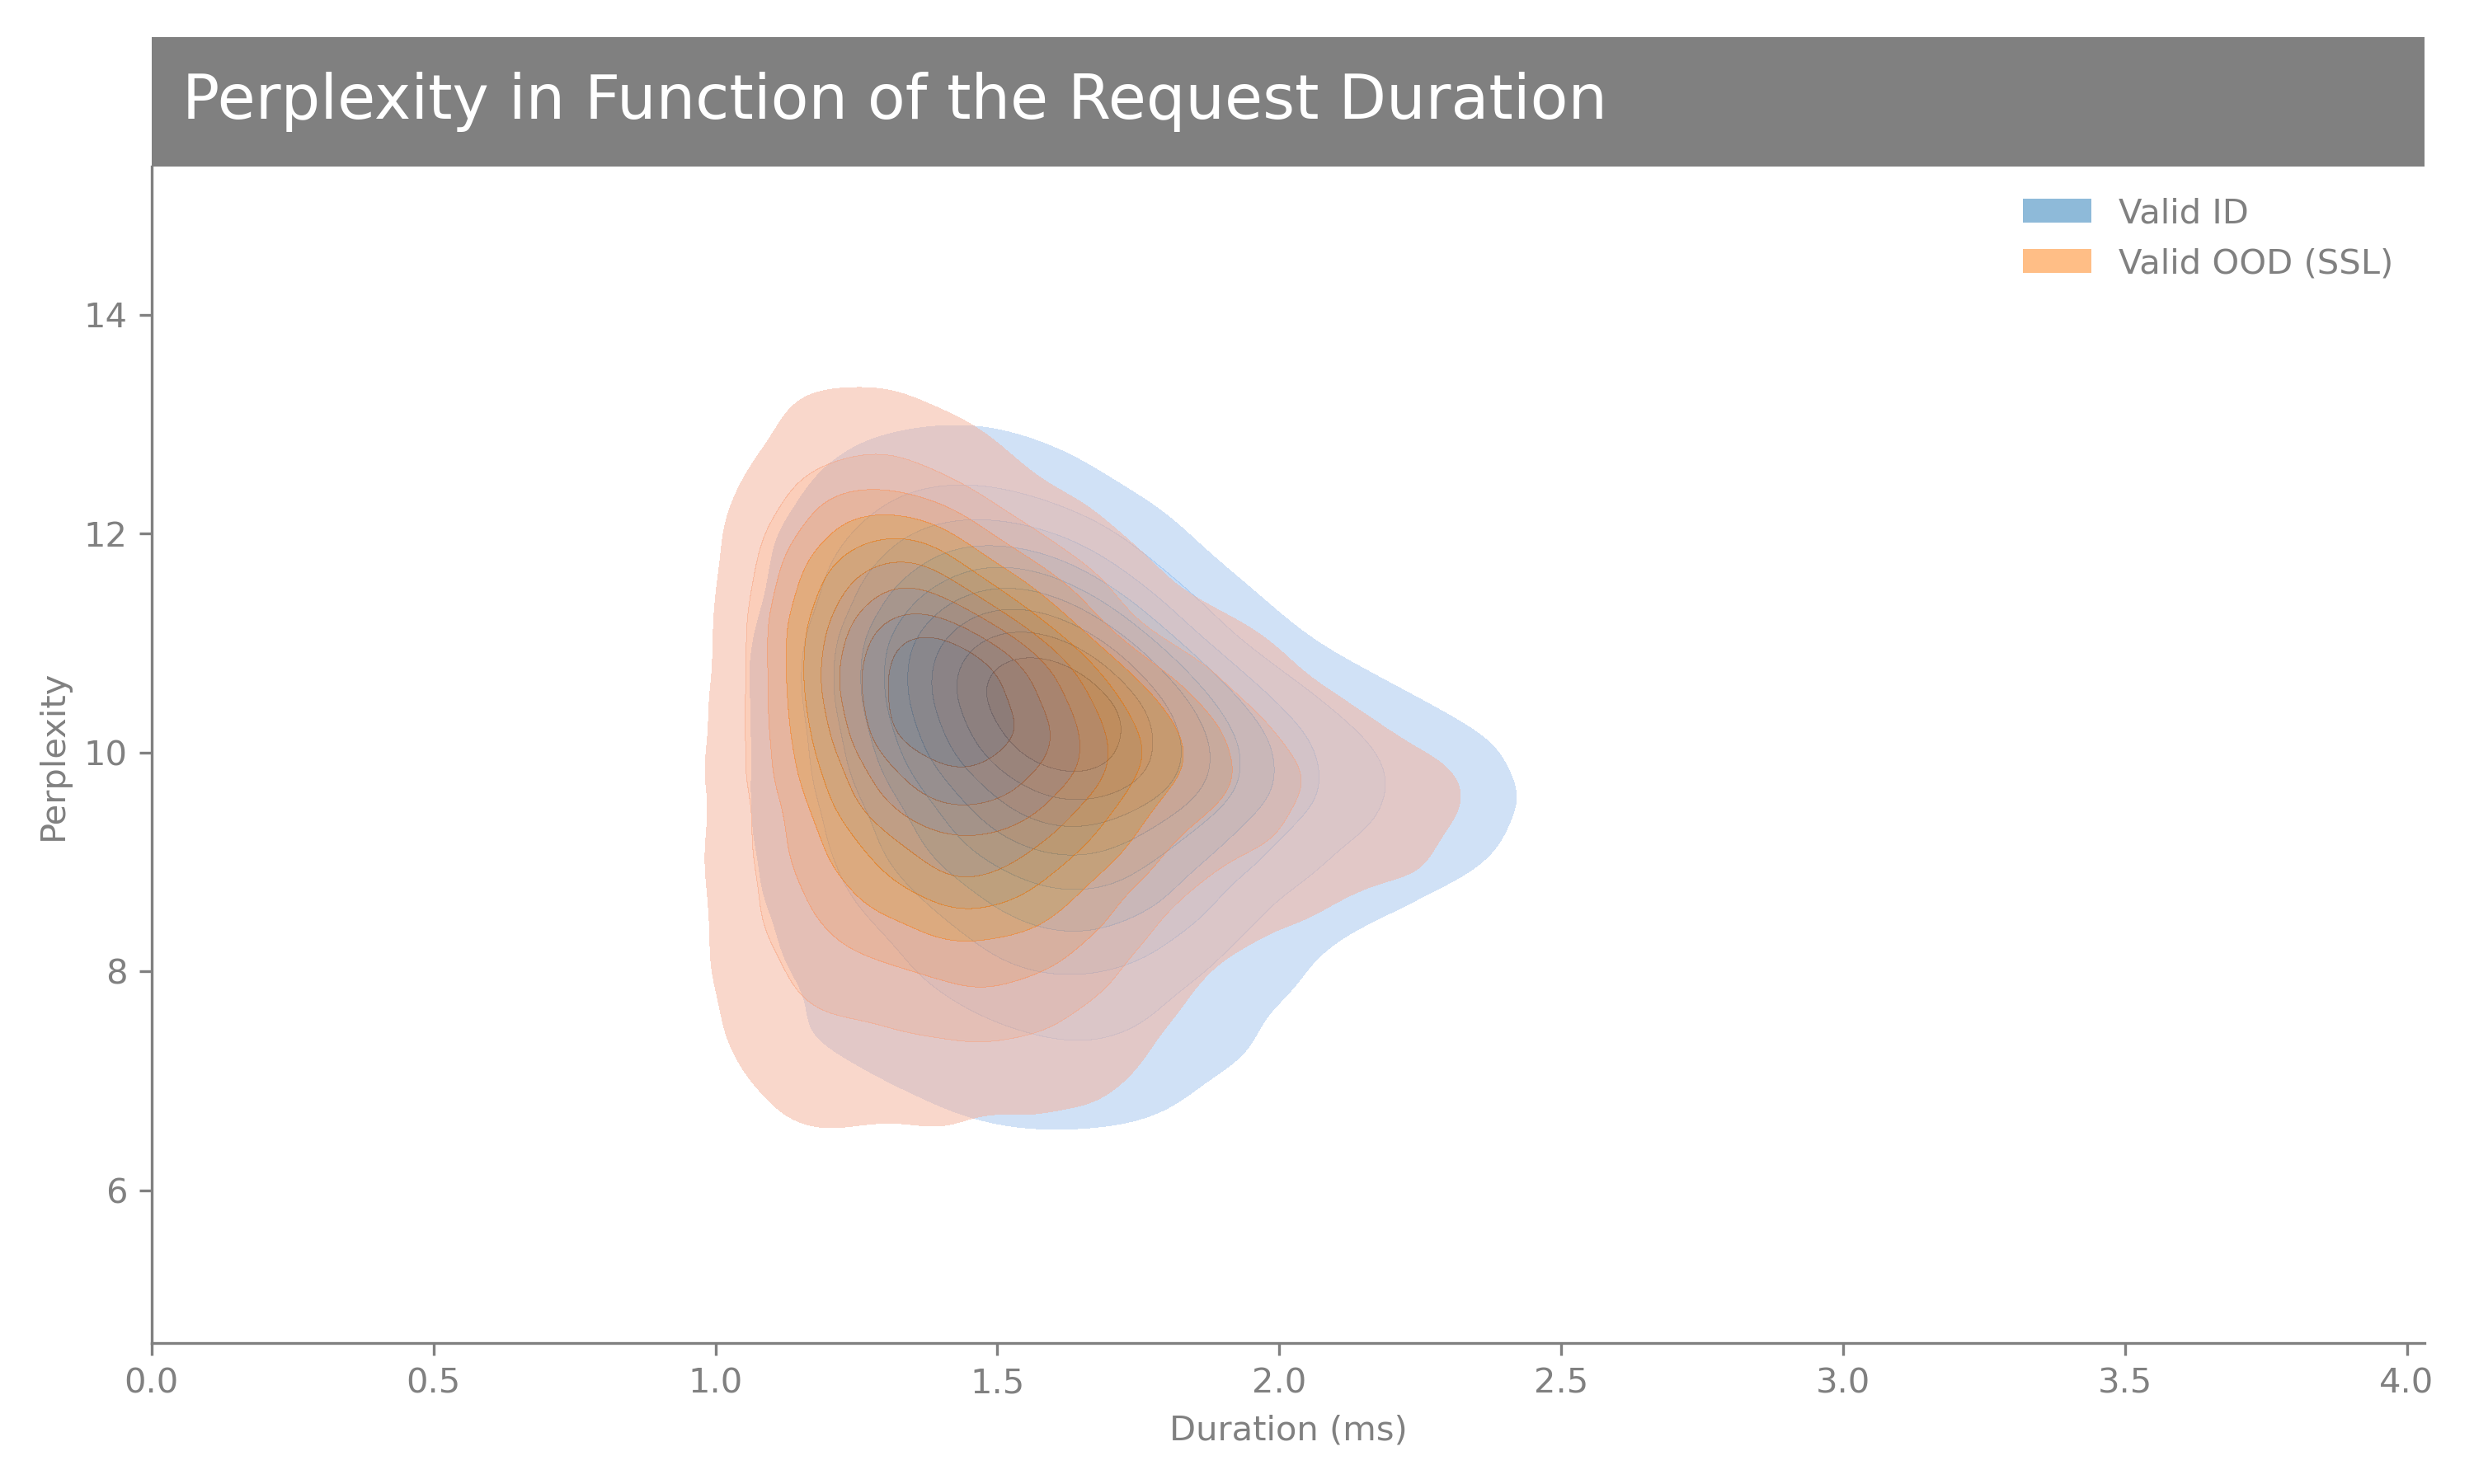 Perplexity in Function of the Request Duration
Valid ID
Valid OOD (SSL)
14
12
10
8
6
Perplexity
0.0 0.5 1.0 1.5 2.0 2.5 3.0 3.5 4.0
Duration (ms)